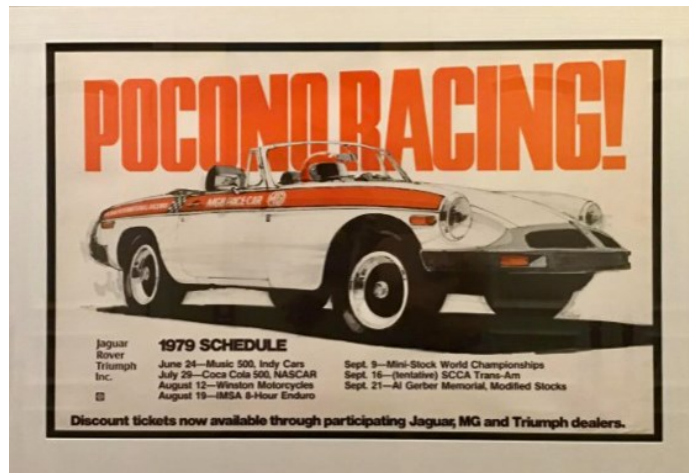 POCONO RACING!
MGB PACE CAR MG
Jaguar
Rover
Triumph
Inc.
1979 SCHEDULE
June 24—Music 500, Indy Cars
July 29—Coca Cola 500, NASCAR
August 12—Winston Motorcycles
August 19—IMSA 8-Hour Enduro
Sept. 9—Mini-Stock World Championships
Sept. 16—(tentative) SCCA Trans-Am
Sept. 21—Al Gerber Memorial, Modified Stocks
Discount tickets now available through participating Jaguar, MG and Triumph dealers.